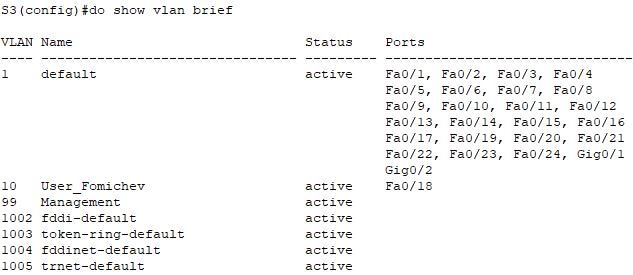 S3(config)#do show vlan brief
VLAN Name                             Status    Ports
---- -------------------------------- --------- -------------------------------
1    default                          active    Fa0/1, Fa0/2, Fa0/3, Fa0/4
                                                Fa0/5, Fa0/6, Fa0/7, Fa0/8
                                                Fa0/9, Fa0/10, Fa0/11, Fa0/12
                                                Fa0/13, Fa0/14, Fa0/15, Fa0/16
                                                Fa0/17, Fa0/19, Fa0/20, Fa0/21
                                                Fa0/22, Fa0/23, Fa0/24, Gig0/1
                                                Gig0/2
10   User_Fomichev                    active    Fa0/18
99   Management                       active
1002 fddi-default                     active
1003 token-ring-default               active
1004 fddinet-default                  active
1005 trnet-default                    active